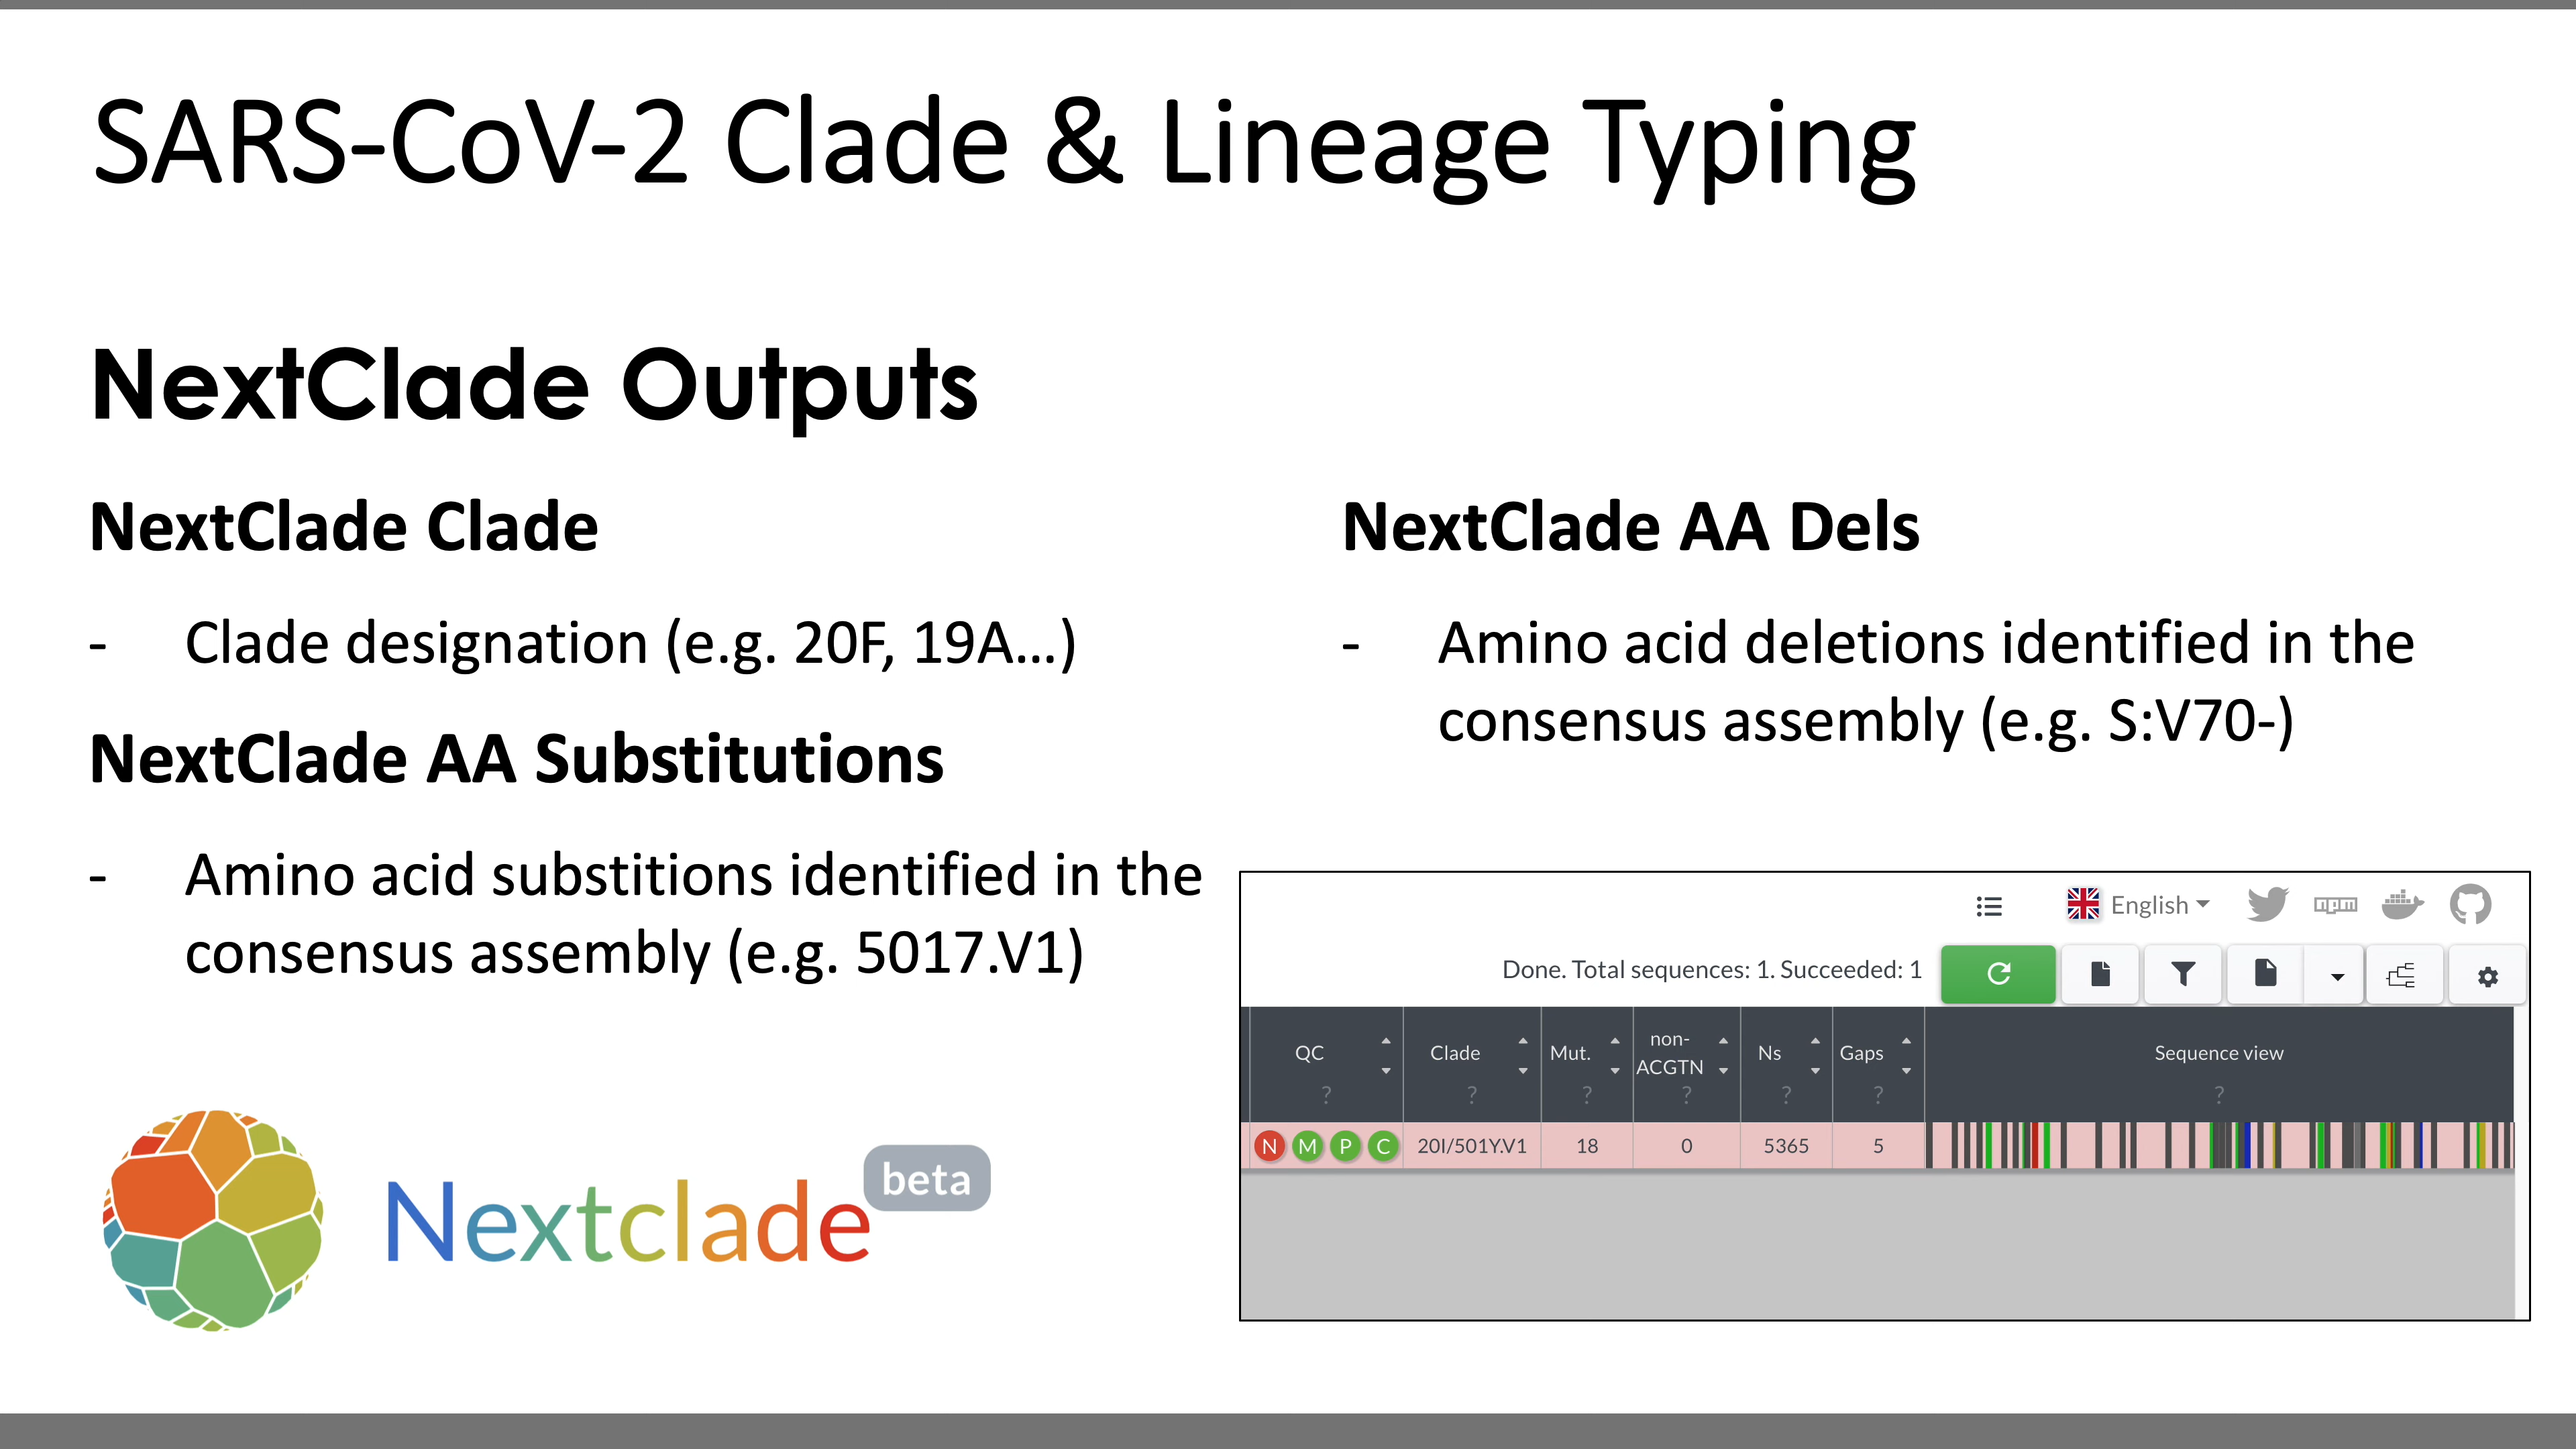 SARS-CoV-2 Clade & Lineage Typing
NextClade Outputs
NextClade Clade
- Clade designation (e.g. 20F, 19A...)
NextClade AA Substitutions
- Amino acid substitions identified in the
consensus assembly (e.g. 5017.V1)
NextClade AA Dels
- Amino acid deletions identified in the
consensus assembly (e.g. S:V70-)
Nextclade beta
English
npm
Done. Total sequences: 1. Succeeded: 1
QC ? Clade ? Mut. ? non-ACGTN ? Ns ? Gaps ? Sequence view ?
N M P C 20I/501Y.V1 18 0 5365 5